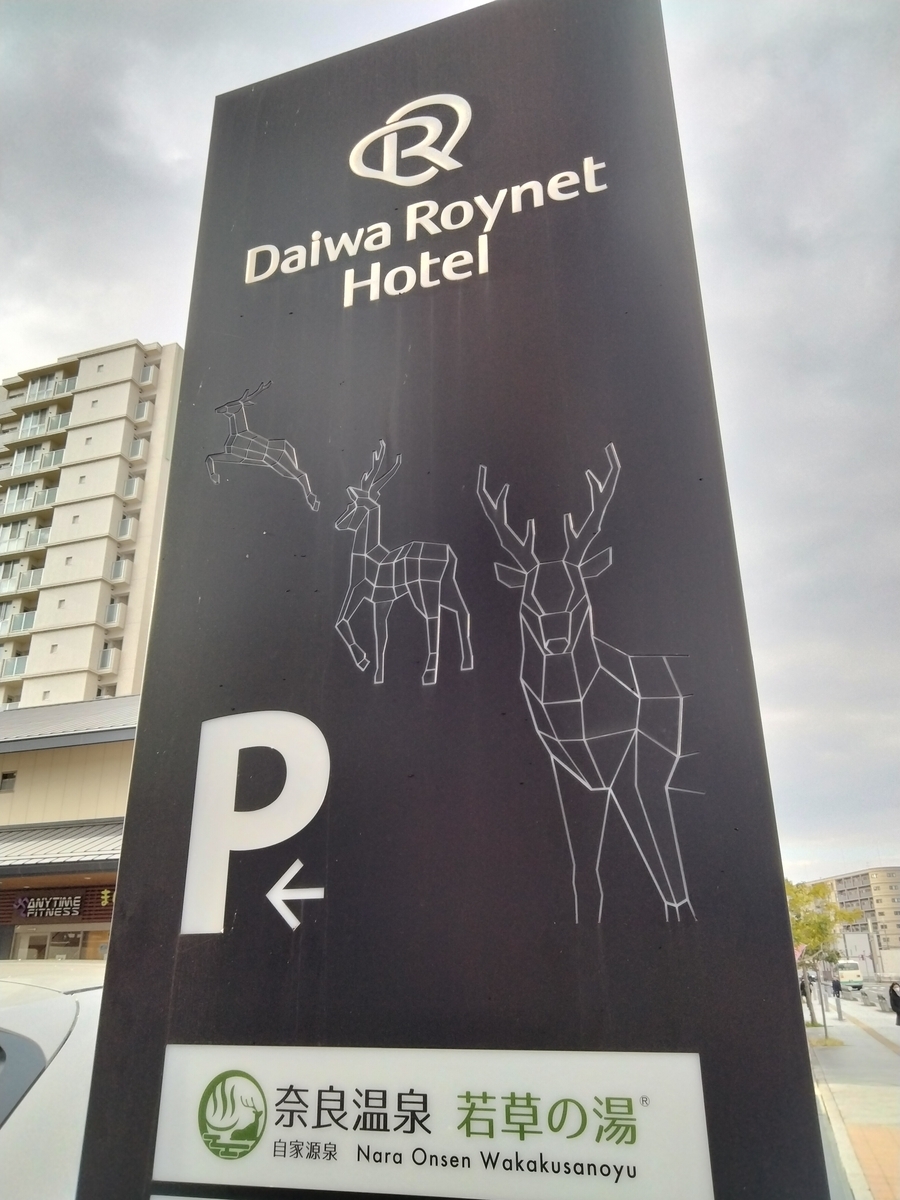 R
Daiwa Roynet
Hotel
P
←
奈良温泉 若草の湯®
自家源泉 Nara Onsen Wakakusanoyu
ANYTIME
FITNESS